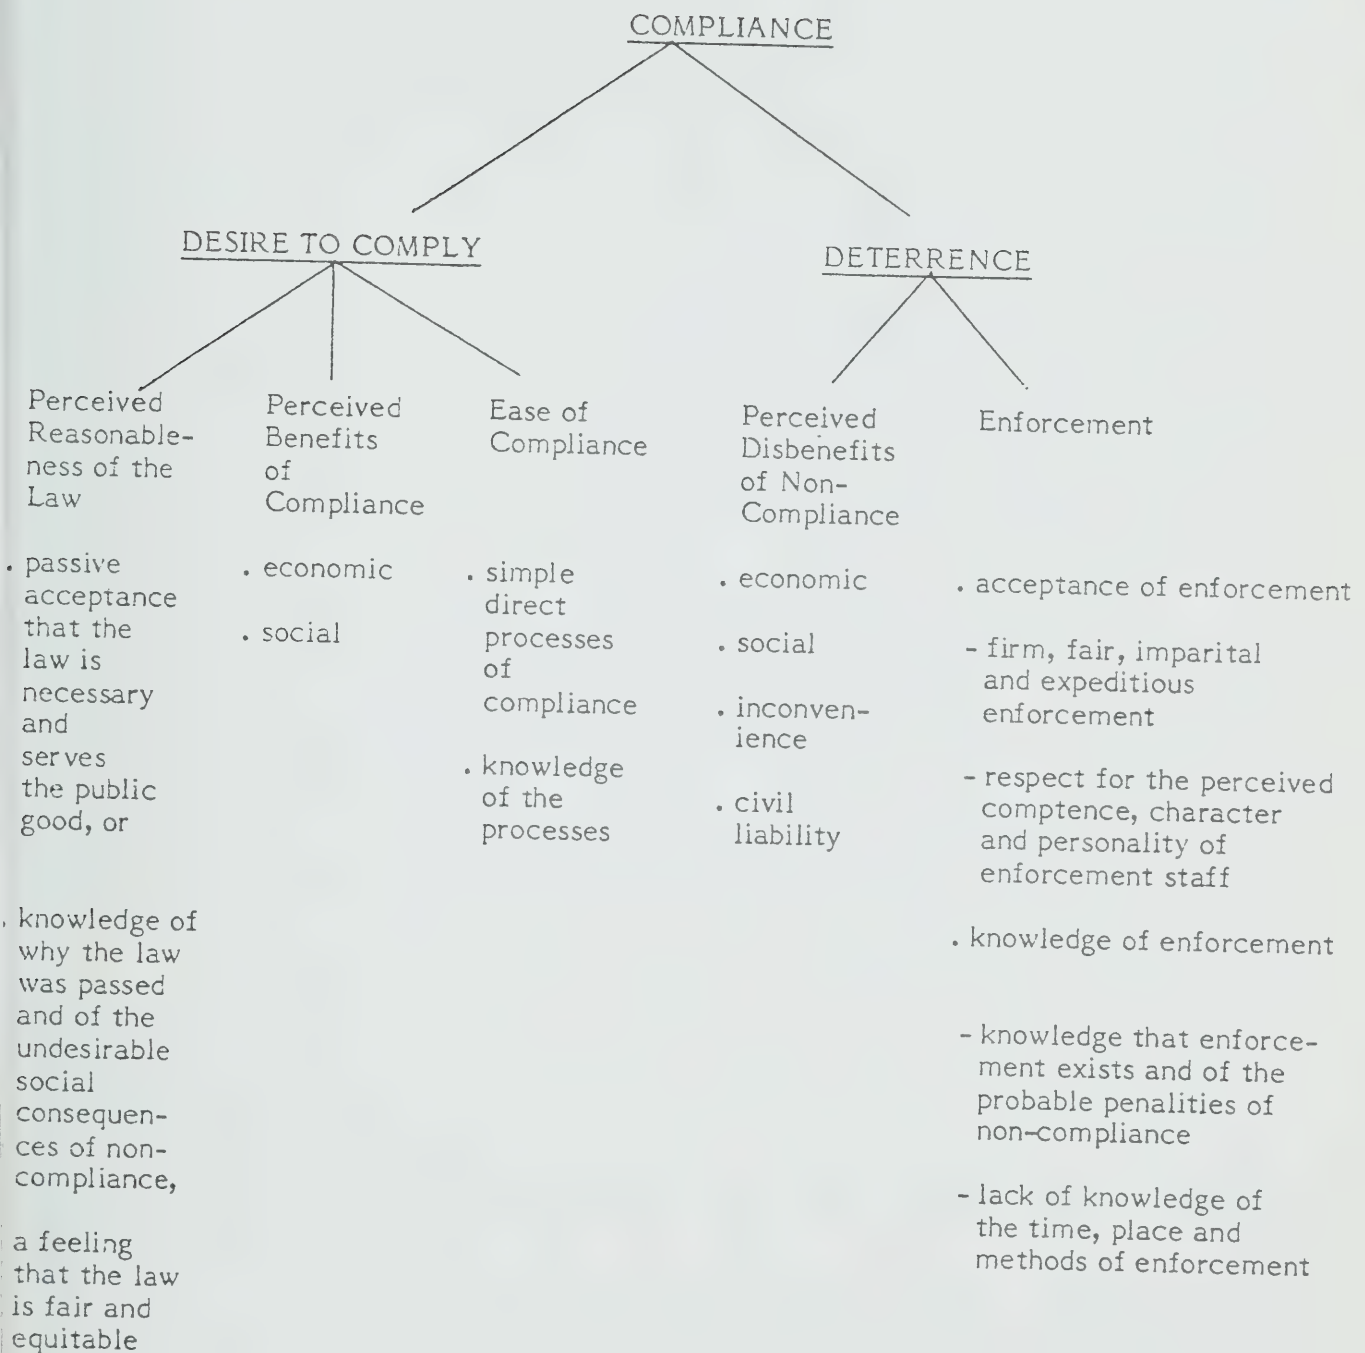 COMPLIANCE
DESIRE TO COMPLY
DETERRENCE
Perceived
Reasonable-
ness of the
Law
. passive
acceptance
that the
law is
necessary
and
serves
the public
good, or
. knowledge of
why the law
was passed
and of the
undesirable
social
consequen-
ces of non-
compliance,
a feeling
that the law
is fair and
equitable
Perceived
Benefits
of
Compliance
. economic
. social
Ease of
Compliance
. simple
direct
processes
of
compliance
. knowledge
of the
processes
Perceived
Disbenefits
of Non-
Compliance
. economic
. social
. inconven-
ience
. civil
liability
Enforcement
. acceptance of enforcement
- firm, fair, imparital
and expeditious
enforcement
- respect for the perceived
comptence, character
and personality of
enforcement staff
. knowledge of enforcement
- knowledge that enforce-
ment exists and of the
probable penalities of
non-compliance
- lack of knowledge of
the time, place and
methods of enforcement